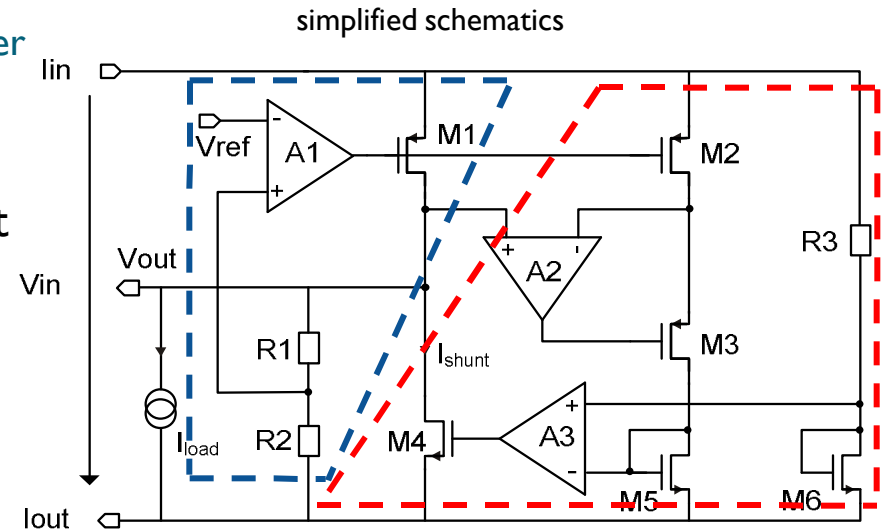 simplified schematics
er
Iin
Vref
-
+
A1
M1
M2
t
Vout
Vin
+
-
A2
R3
R1
Ishunt
M3
R2
Iload
M4
+
-
A3
M5
M6
Iout